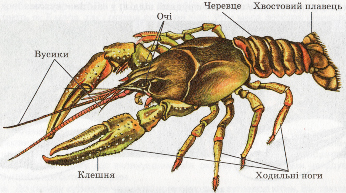 Очі
Черевце
Хвостовий плавець
Вусики
Клешня
Ходильні ноги